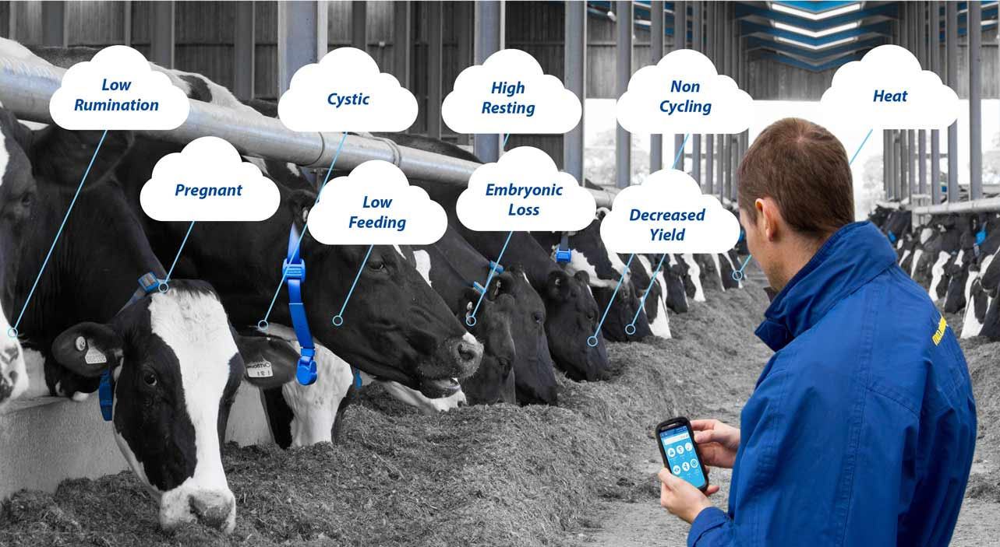 Low
Rumination
Cystic
High
Resting
Non
Cycling
Heat
Pregnant
Low
Feeding
Embryonic
Loss
Decreased
Yield